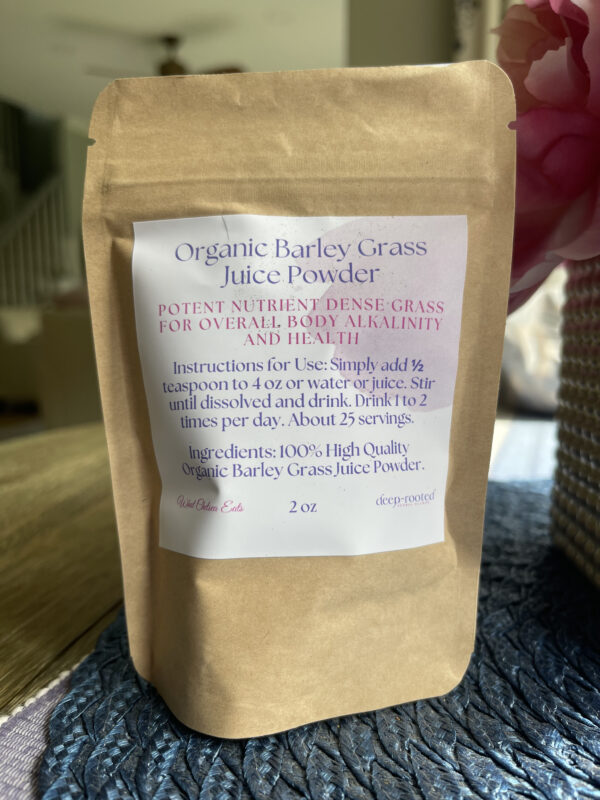 Organic Barley Grass
Juice Powder
POTENT NUTRIENT DENSE GRASS
FOR OVERALL BODY ALKALINITY
AND HEALTH
Instructions for Use: Simply add ½
teaspoon to 4 oz or water or juice. Stir
until dissolved and drink. Drink 1 to 2
times per day. About 25 servings.
Ingredients: 100% High Quality
Organic Barley Grass Juice Powder.
What Chelsea Eats
2 oz
deep-rooted